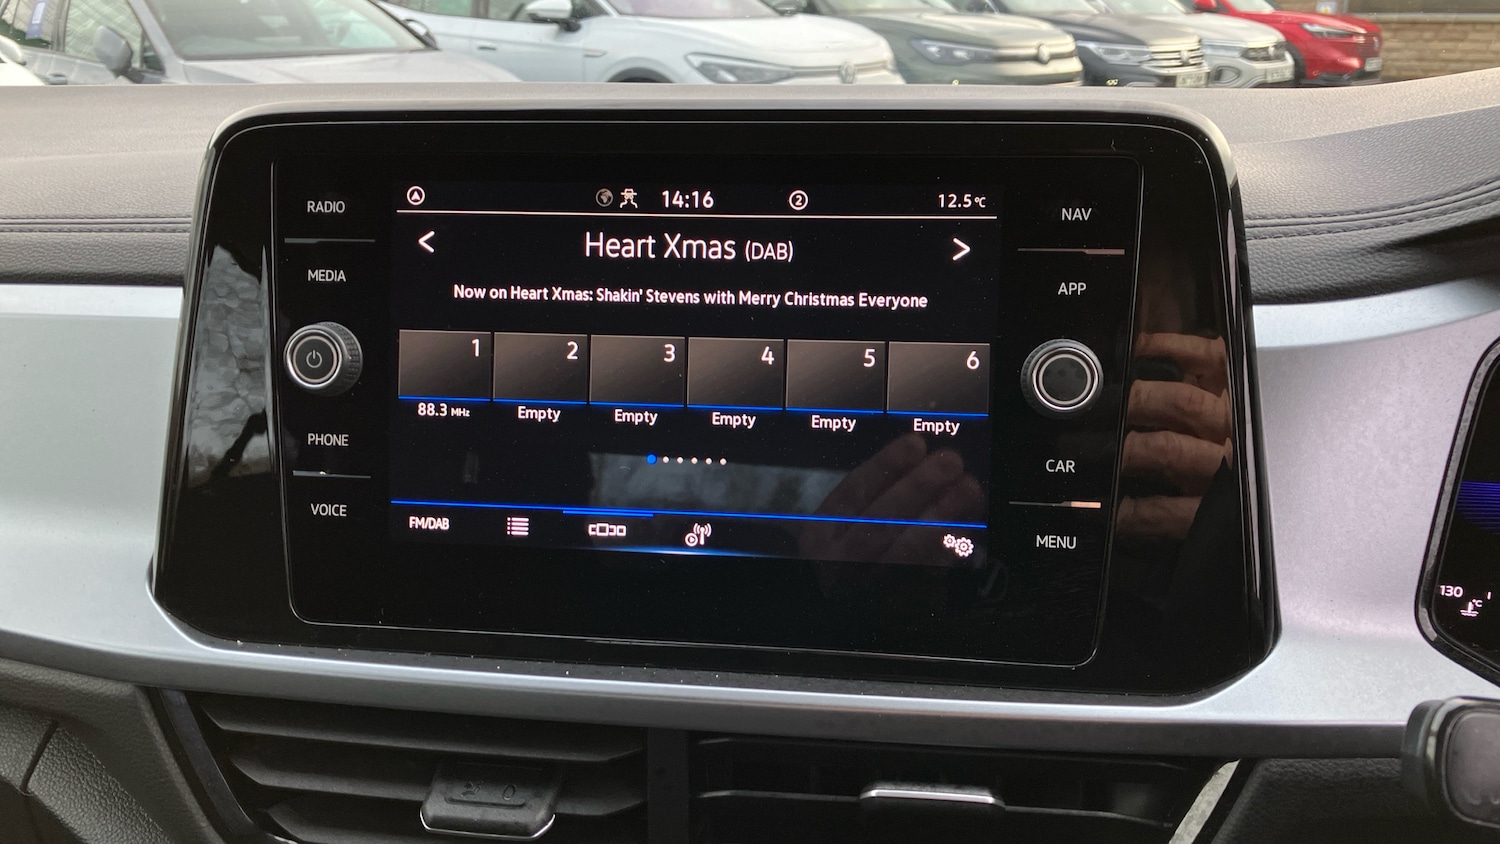 RADIO
MEDIA
PHONE
VOICE
14:16
2
12.5°C
< Heart Xmas (DAB) >
Now on Heart Xmas: Shakin' Stevens with Merry Christmas Everyone
1 2 3 4 5 6
88.3 MHz Empty Empty Empty Empty Empty
FM/DAB
NAV
APP
CAR
MENU
130
°C